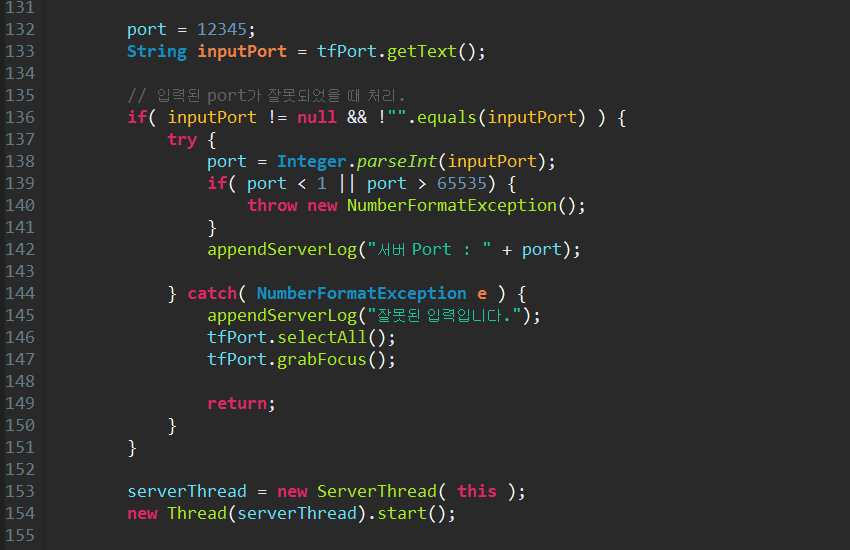 131
132 port = 12345;
133 String inputPort = tfPort.getText();
134
135 // 입력된 port가 잘못되었을 때 처리.
136 if( inputPort != null && !"".equals(inputPort) ) {
137 try {
138 port = Integer.parseInt(inputPort);
139 if( port < 1 || port > 65535) {
140 throw new NumberFormatException();
141 }
142 appendServerLog("서버 Port : " + port);
143
144 } catch( NumberFormatException e ) {
145 appendServerLog("잘못된 입력입니다.");
146 tfPort.selectAll();
147 tfPort.grabFocus();
148
149 return;
150 }
151 }
152
153 serverThread = new ServerThread( this );
154 new Thread(serverThread).start();
155